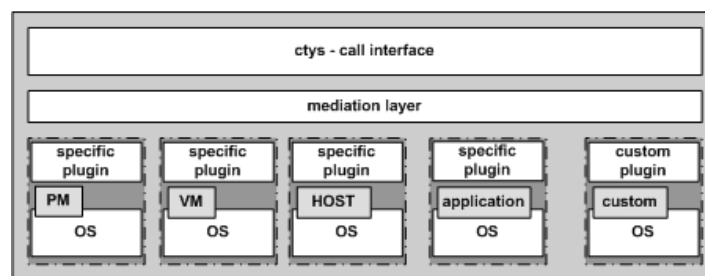 ctys - call interface
mediation layer
specific plugin
specific plugin
specific plugin
specific plugin
custom plugin
PM
VM
HOST
application
custom
OS
OS
OS
OS
OS